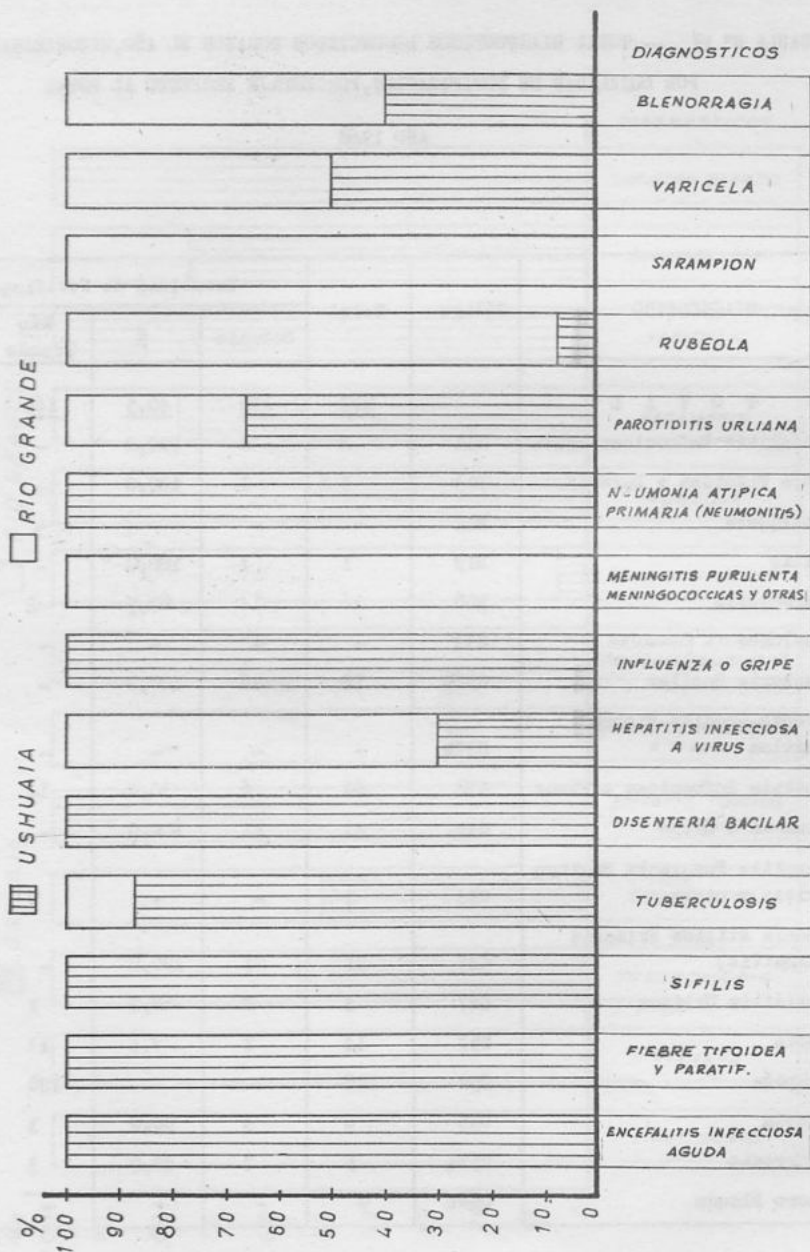 DIAGNOSTICOS
BLENORRAGIA
VARICELA
SARAMPION
RUBEOLA
PAROTIDITIS URLIANA
NEUMONIA ATIPICA
PRIMARIA (NEUMONITIS)
MENINGITIS PURULENTA
MENINGOCOCCICAS Y OTRAS
INFLUENZA O GRIPE
HEPATITIS INFECCIOSA
A VIRUS
DISENTERIA BACILAR
TUBERCULOSIS
SIFILIS
FIEBRE TIFOIDEA
Y PARATIF.
ENCEFALITIS INFECCIOSA
AGUDA
USHUAIA
RIO GRANDE
%
100
90
80
70
60
50
40
30
20
10
0